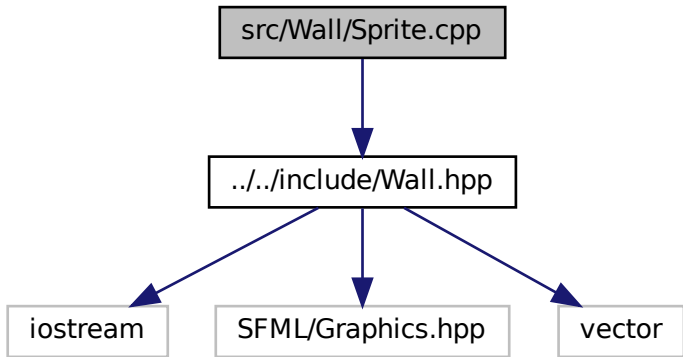 src/Wall/Sprite.cpp
../../include/Wall.hpp
iostream
SFML/Graphics.hpp
vector